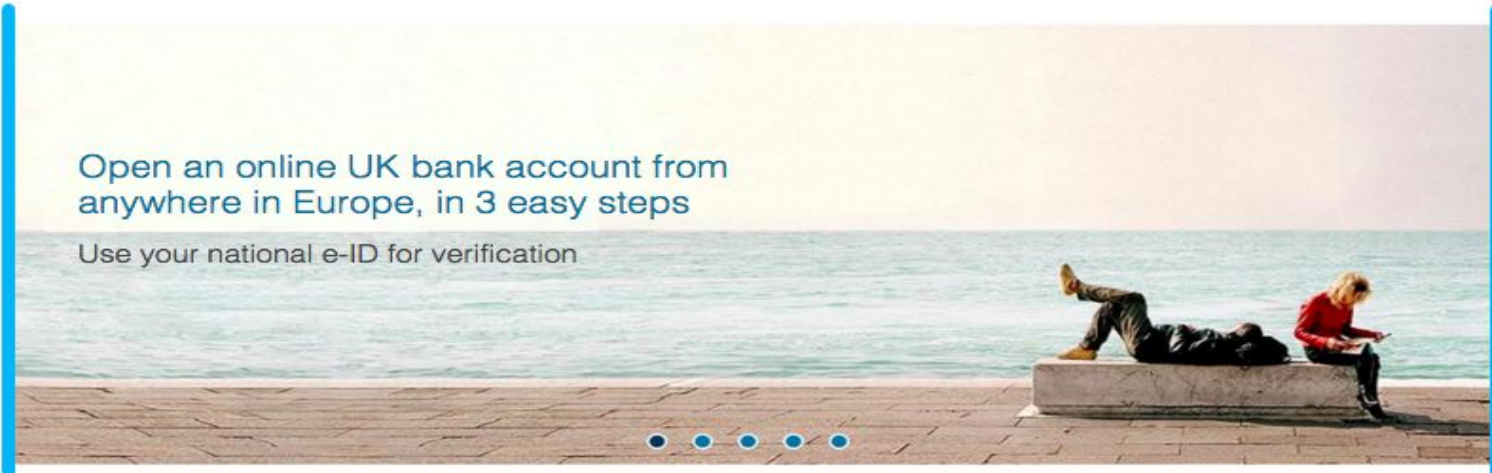 Open an online UK bank account from
anywhere in Europe, in 3 easy steps
Use your national e-ID for verification